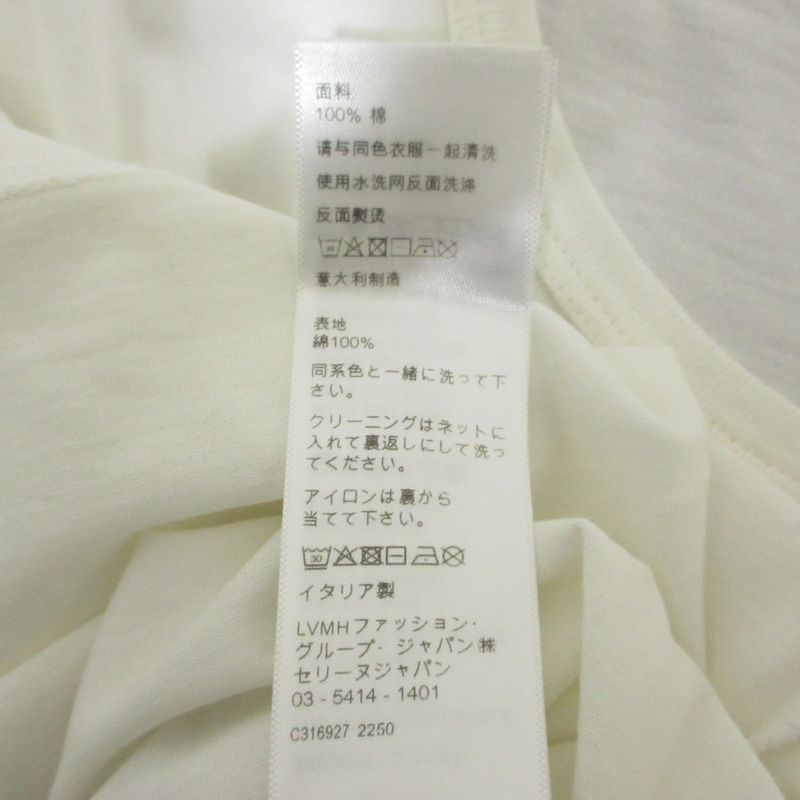 面料
100% 棉
请与同色衣服一起清洗
使用水洗网反面洗涤
反面熨烫
意大利制造
表地
綿100%
同系色と一緒に洗って下
さい。
クリーニングはネットに
入れて裏返しにして洗っ
てください。
アイロンは裏から
当てて下さい。
30
イタリア製
LVMHファッション・
グループ・ジャパン㈱
セリーヌジャパン
03 - 5414 - 1401
C316927 2250